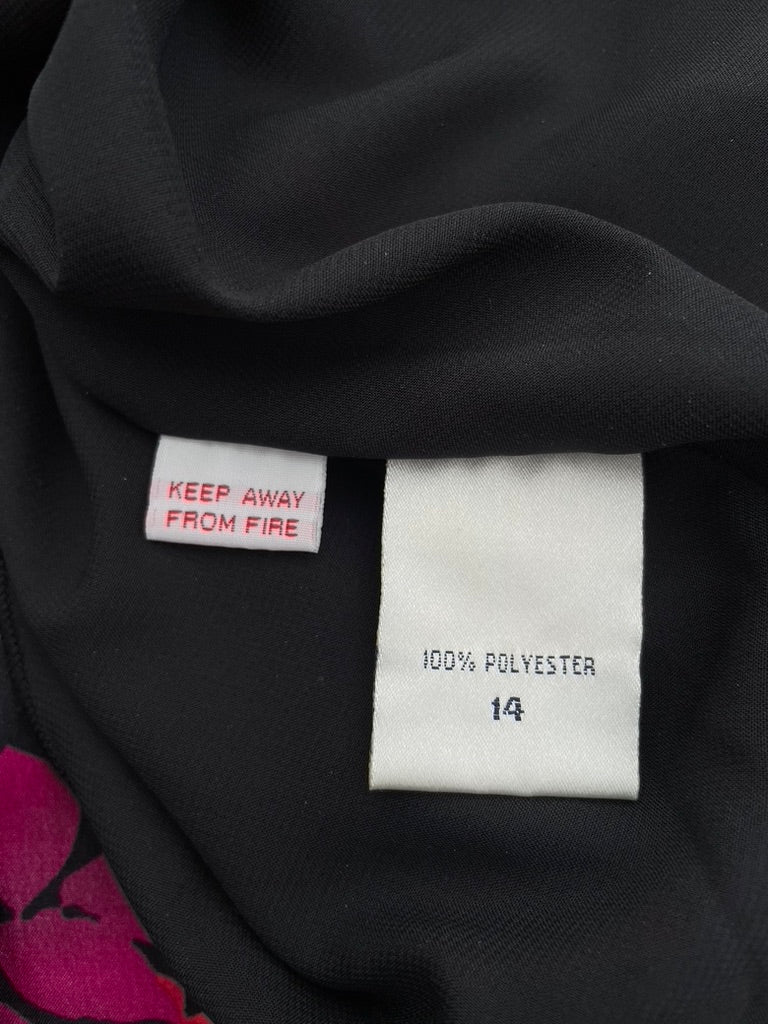 KEEP AWAY
FROM FIRE
100% POLYESTER
14